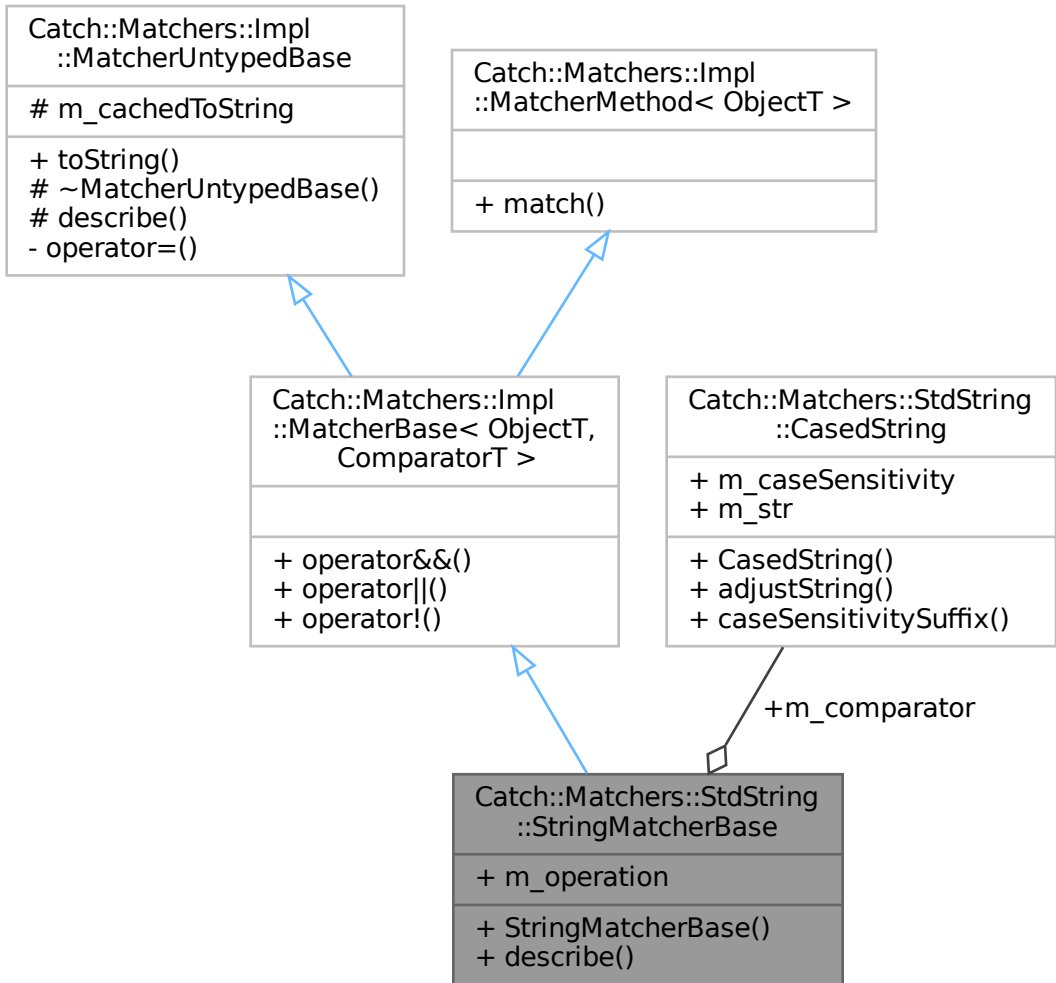 Catch::Matchers::Impl
::MatcherUntypedBase
# m_cachedToString
+ toString()
# ~MatcherUntypedBase()
# describe()
- operator=()
Catch::Matchers::Impl
::MatcherMethod< ObjectT >
+ match()
Catch::Matchers::Impl
::MatcherBase< ObjectT,
ComparatorT >
+ operator&&()
+ operator||()
+ operator!()
Catch::Matchers::StdString
::CasedString
+ m_caseSensitivity
+ m_str
+ CasedString()
+ adjustString()
+ caseSensitivitySuffix()
+m_comparator
Catch::Matchers::StdString
::StringMatcherBase
+ m_operation
+ StringMatcherBase()
+ describe()